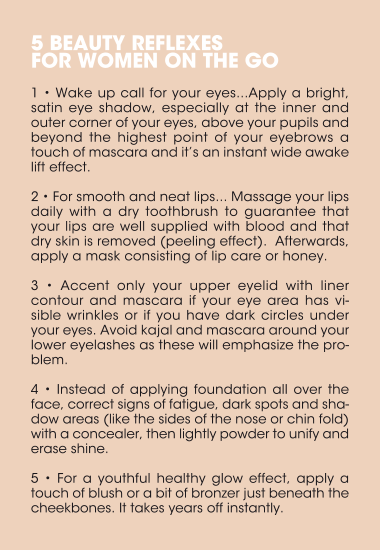 5 BEAUTY REFLEXES
FOR WOMEN ON THE GO
1 • Wake up call for your eyes...Apply a bright,
satin eye shadow, especially at the inner and
outer corner of your eyes, above your pupils and
beyond the highest point of your eyebrows a
touch of mascara and it's an instant wide awake
lift effect.
2 • For smooth and neat lips... Massage your lips
daily with a dry toothbrush to guarantee that
your lips are well supplied with blood and that
dry skin is removed (peeling effect). Afterwards,
apply a mask consisting of lip care or honey.
3 • Accent only your upper eyelid with liner
contour and mascara if your eye area has vi-
sible wrinkles or if you have dark circles under
your eyes. Avoid kajal and mascara around your
lower eyelashes as these will emphasize the pro-
blem.
4 • Instead of applying foundation all over the
face, correct signs of fatigue, dark spots and sha-
dow areas (like the sides of the nose or chin fold)
with a concealer, then lightly powder to unify and
erase shine.
5 • For a youthful healthy glow effect, apply a
touch of blush or a bit of bronzer just beneath the
cheekbones. It takes years off instantly.